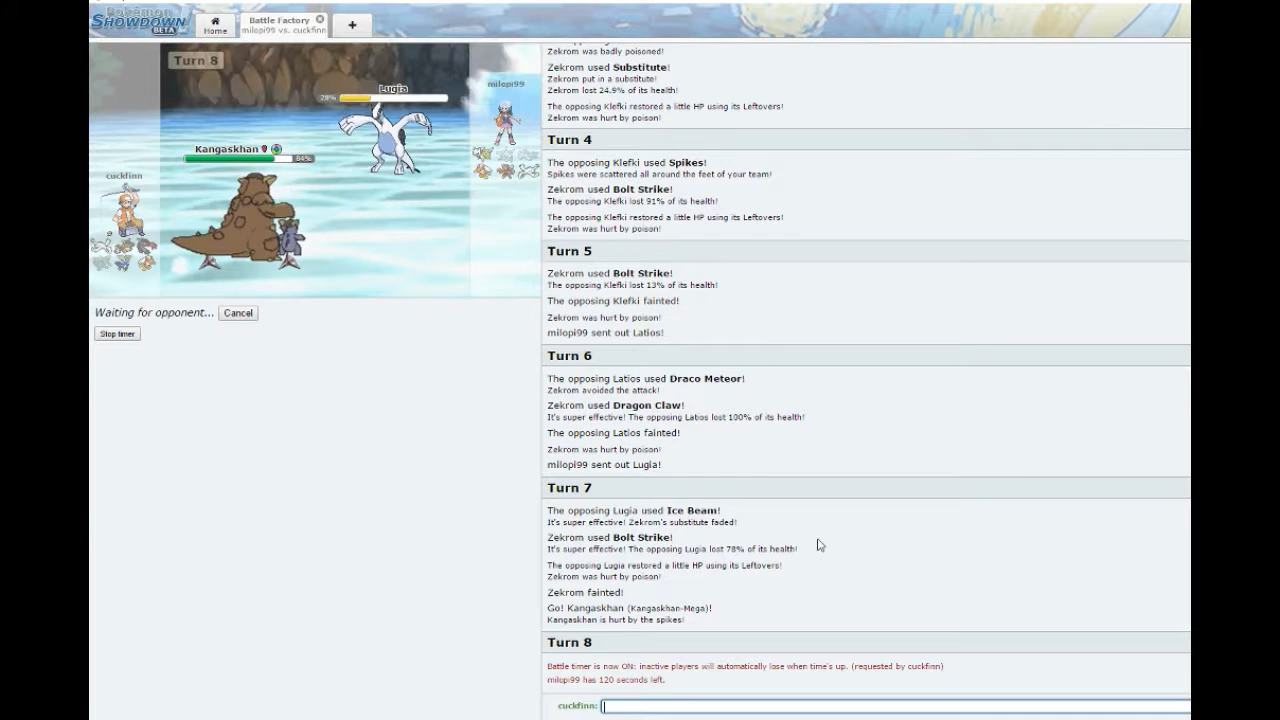 Pokémon
SHOWDOWN
BETA
Home
Battle Factory
milopi99 vs. cuckfinn
+
Turn 8
Lugia
28%
milopi99
Kangaskhan
84%
cuckfinn
Waiting for opponent... Cancel
Stop timer
Zekrom was badly poisoned!
Zekrom used Substitute!
Zekrom put in a substitute!
Zekrom lost 24.9% of its health!
The opposing Klefki restored a little HP using its Leftovers!
Zekrom was hurt by poison!
Turn 4
The opposing Klefki used Spikes!
Spikes were scattered all around the feet of your team!
Zekrom used Bolt Strike!
The opposing Klefki lost 91% of its health!
The opposing Klefki restored a little HP using its Leftovers!
Zekrom was hurt by poison!
Turn 5
Zekrom used Bolt Strike!
The opposing Klefki lost 13% of its health!
The opposing Klefki fainted!
Zekrom was hurt by poison!
milopi99 sent out Latios!
Turn 6
The opposing Latios used Draco Meteor!
Zekrom avoided the attack!
Zekrom used Dragon Claw!
It's super effective! The opposing Latios lost 100% of its health!
The opposing Latios fainted!
Zekrom was hurt by poison!
milopi99 sent out Lugia!
Turn 7
The opposing Lugia used Ice Beam!
It's super effective! Zekrom's substitute faded!
Zekrom used Bolt Strike!
It's super effective! The opposing Lugia lost 78% of its health!
The opposing Lugia restored a little HP using its Leftovers!
Zekrom was hurt by poison!
Zekrom fainted!
Go! Kangaskhan (Kangaskhan-Mega)!
Kangaskhan is hurt by the spikes!
Turn 8
Battle timer is now ON: inactive players will automatically lose when time's up. (requested by cuckfinn)
milopi99 has 120 seconds left.
cuckfinn: